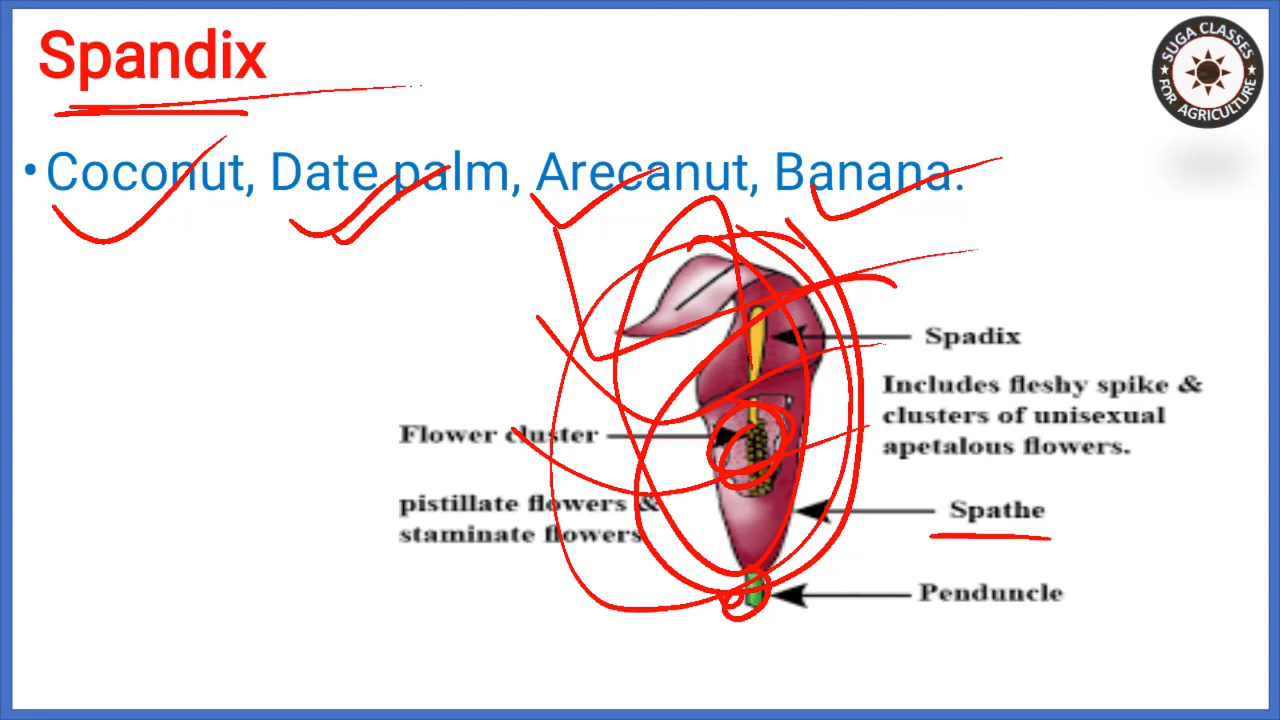 Spandix
SUGA CLASSES
FOR AGRICULTURE
•Coconut, Date palm, Arecanut, Banana.
Spadix
Includes fleshy spike &
clusters of unisexual
apetalous flowers.
Flower cluster
pistillate flowers &
staminate flowers
Spathe
Penduncle